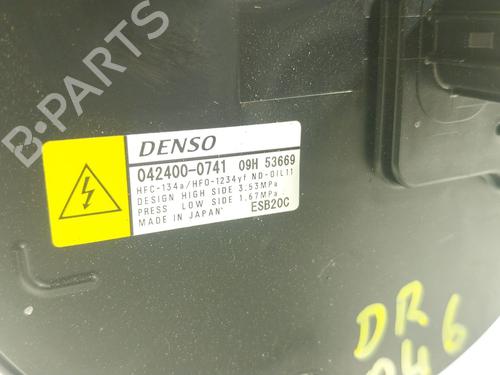 B-PARTS
DENSO
042400-0741 09H 53669
HFC-134a/HFO-1234yf ND-OIL11
DESIGN HIGH SIDE 3.53MPa
PRESS LOW SIDE 1.67MPa
MADE IN JAPAN ESB20C
DR
046